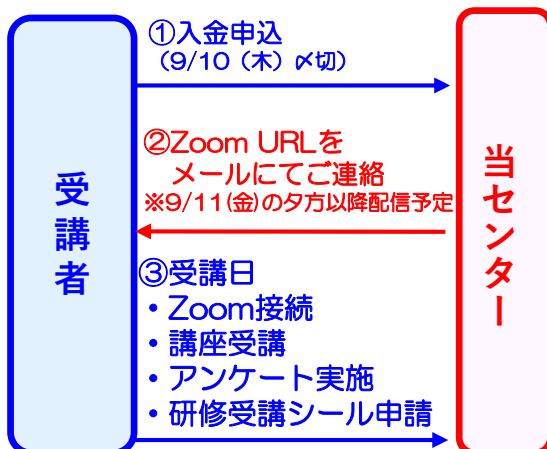 ①入金申込
（9/10（木）〆切）
②Zoom URLを
メールにてご連絡
※9/11(金)の夕方以降配信予定
受講者
当センター
③受講日
・Zoom接続
・講座受講
・アンケート実施
・研修受講シール申請